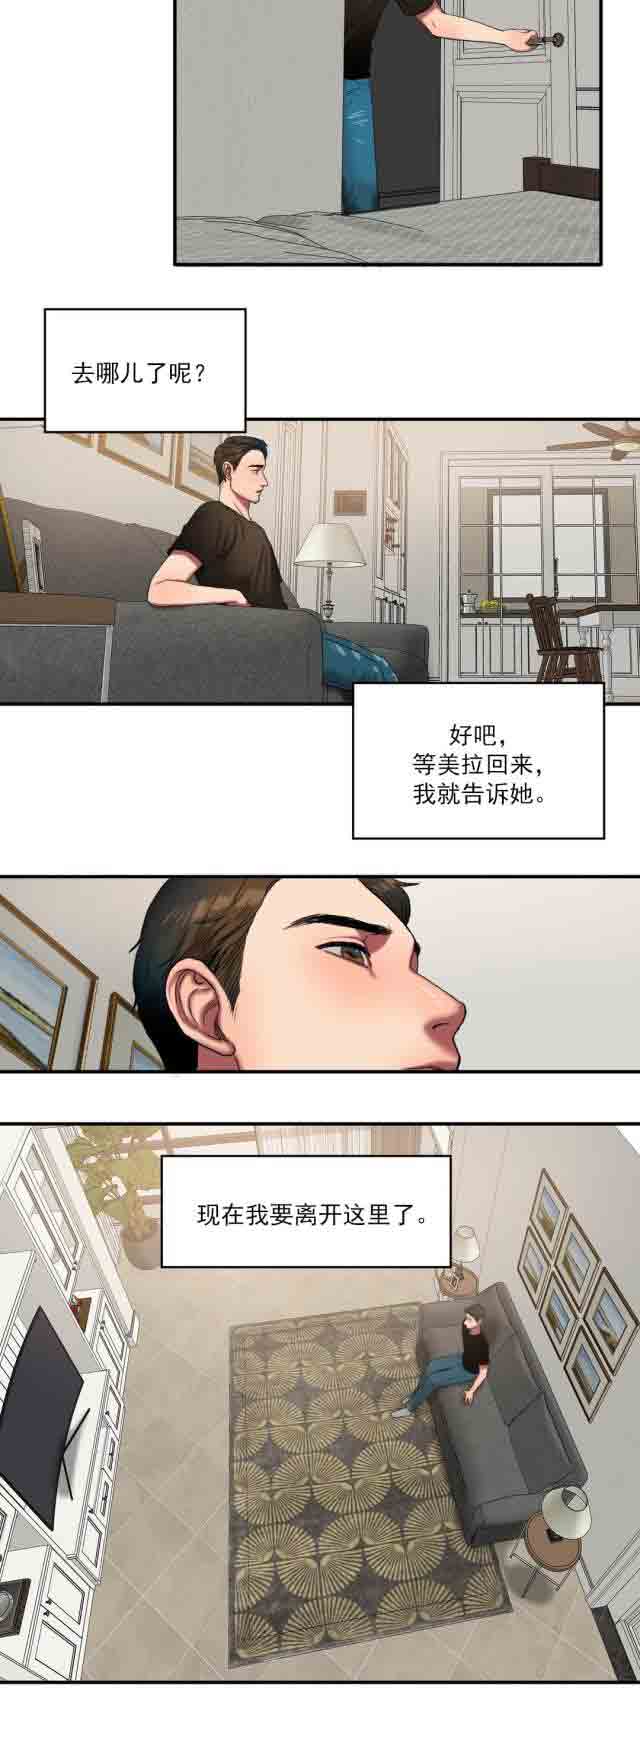 去哪儿了呢?
好吧,
等美拉回来,
我就告诉她。
现在我要离开这里了。